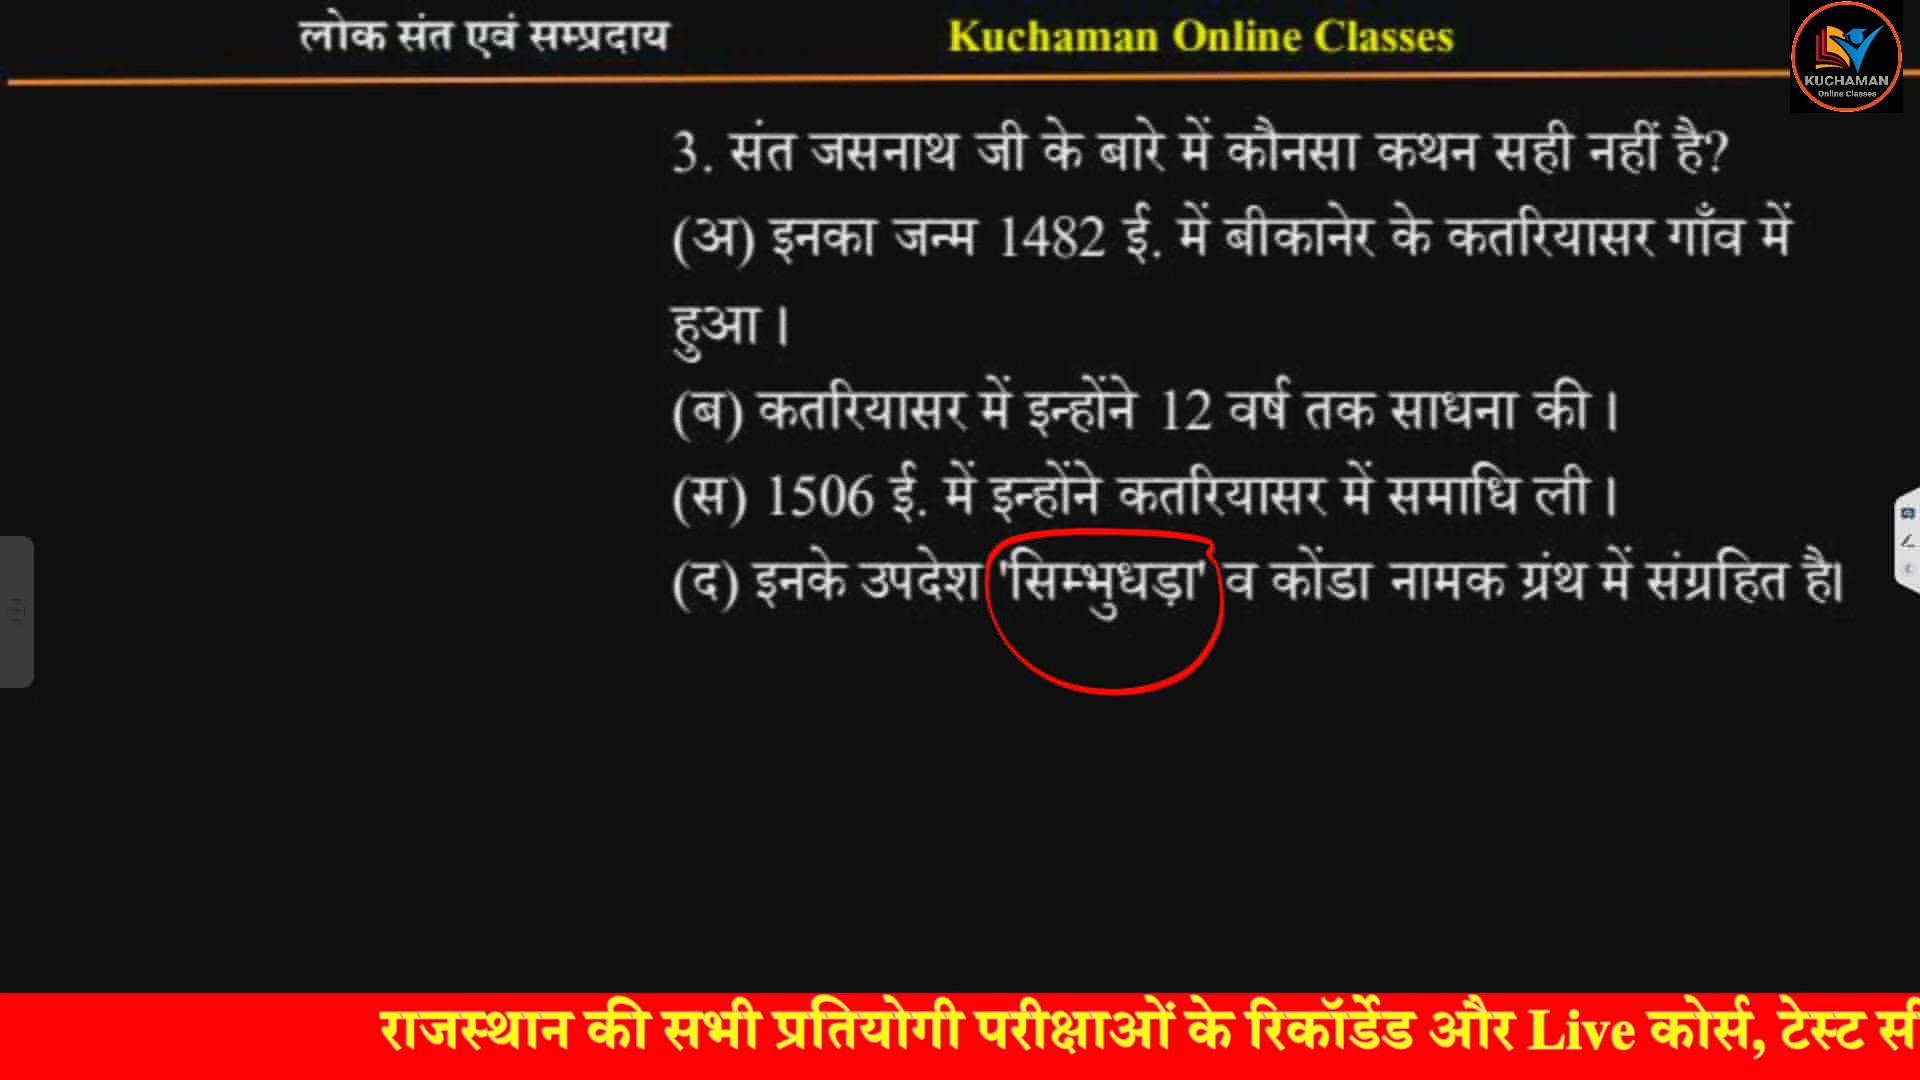 लोक संत एवं सम्प्रदाय
Kuchaman Online Classes
KUCHAMAN
Online Classes
3. संत जसनाथ जी के बारे में कौनसा कथन सही नहीं है?
(अ) इनका जन्म 1482 ई. में बीकानेर के कतरियासर गाँव में
हुआ।
(ब) कतरियासर में इन्होंने 12 वर्ष तक साधना की।
(स) 1506 ई. में इन्होंने कतरियासर में समाधि ली।
(द) इनके उपदेश 'सिम्भुधड़ा' व कोंडा नामक ग्रंथ में संग्रहित है।
राजस्थान की सभी प्रतियोगी परीक्षाओं के रिकॉर्डेड और Live कोर्स, टेस्ट सी